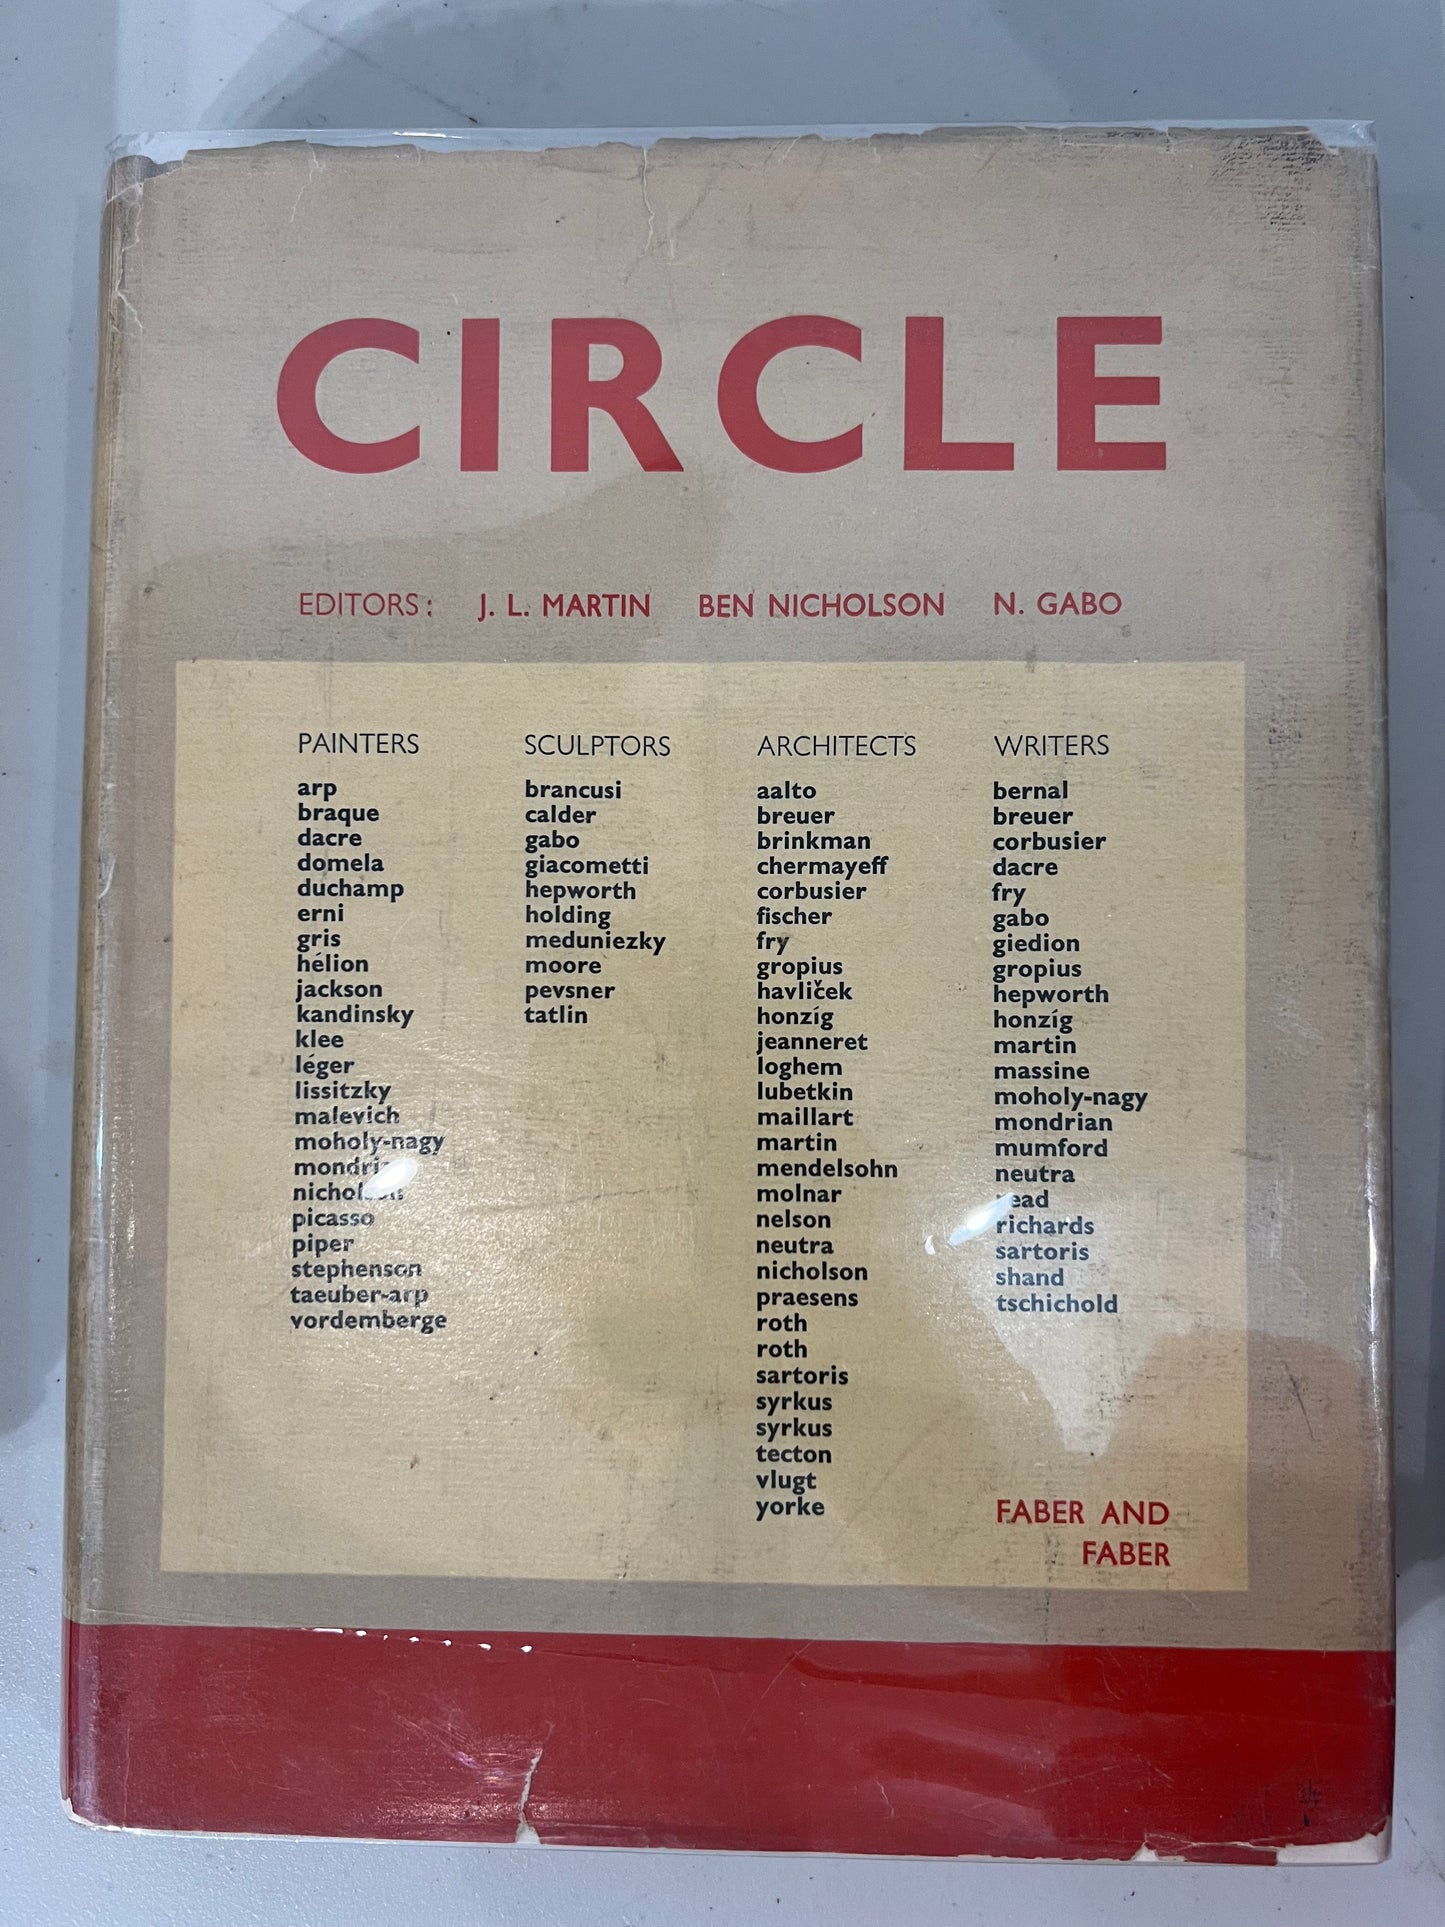 CIRCLE
EDITORS: J. L. MARTIN BEN NICHOLSON N. GABO
PAINTERS
arp
braque
dacre
domela
duchamp
erni
gris
hélion
jackson
kandinsky
klee
léger
lissitzky
malevich
moholy-nagy
mondrian
nicholson
picasso
piper
stephenson
taeuber-arp
vordemberge
SCULPTORS
brancusi
calder
gabo
giacometti
hepworth
holding
meduniezky
moore
pevsner
tatlin
ARCHITECTS
aalto
breuer
brinkman
chermayeff
corbusier
fischer
fry
gropius
havlíček
honzíg
jeanneret
loghem
lubetkin
maillart
martin
mendelsohn
molnar
nelson
neutra
nicholson
praesens
roth
roth
sartoris
syrkus
syrkus
tecton
vlugt
yorke
WRITERS
bernal
breuer
corbusier
dacre
fry
gabo
giedion
gropius
hepworth
honzíg
martin
massine
moholy-nagy
mondrian
mumford
neutra
read
richards
sartoris
shand
tschichold
FABER AND
FABER